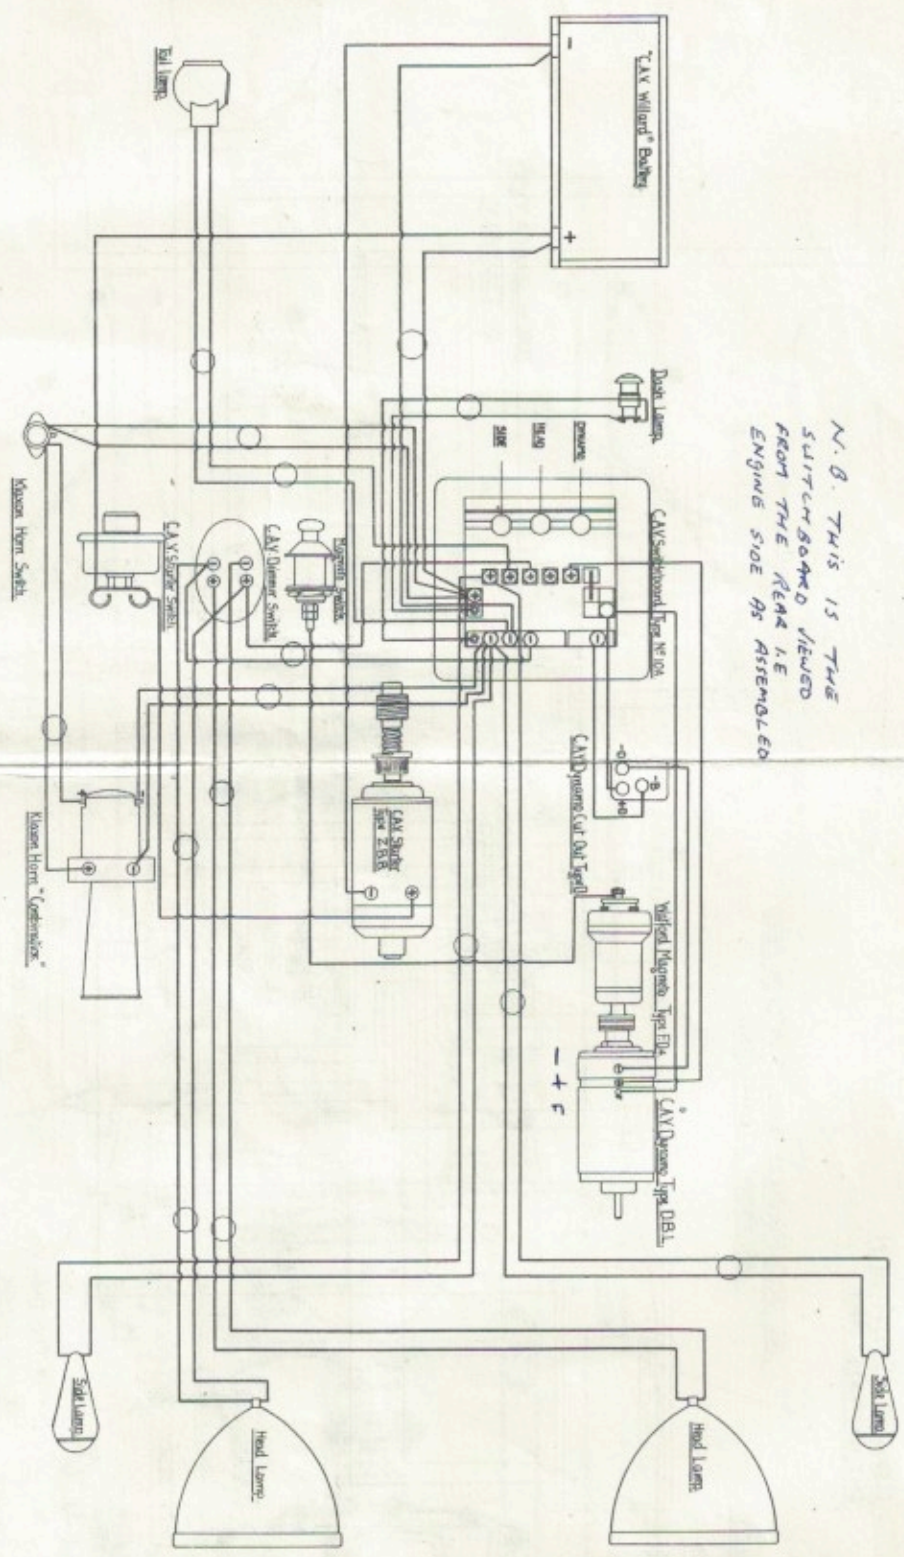 N.B. THIS IS THE
SWITCHBOARD VIEWED
FROM THE REAR I.E
ENGINE SIDE AS ASSEMBLED
"C.A.V. Willard" Battery
-
+
Tail Lamp
Dash Lamp
DYNAMO
HEAD
SIDE
C.A.V. Switchboard Type No 10A
Magneto Switch
C.A.V. Dimmer Switch
C.A.V. Starter Switch
Klaxon Horn Switch
-D
-B
+D
C.A.V. Dynamo Cut Out Type D
Watford Magneto Type FD4
C.A.V. Dynamo Type D.B.L.
- + F
C.A.V. Starter
Type Z.B.B.
Klaxon Horn "Combination"
Side Lamp
Head Lamp
Head Lamp
Side Lamp